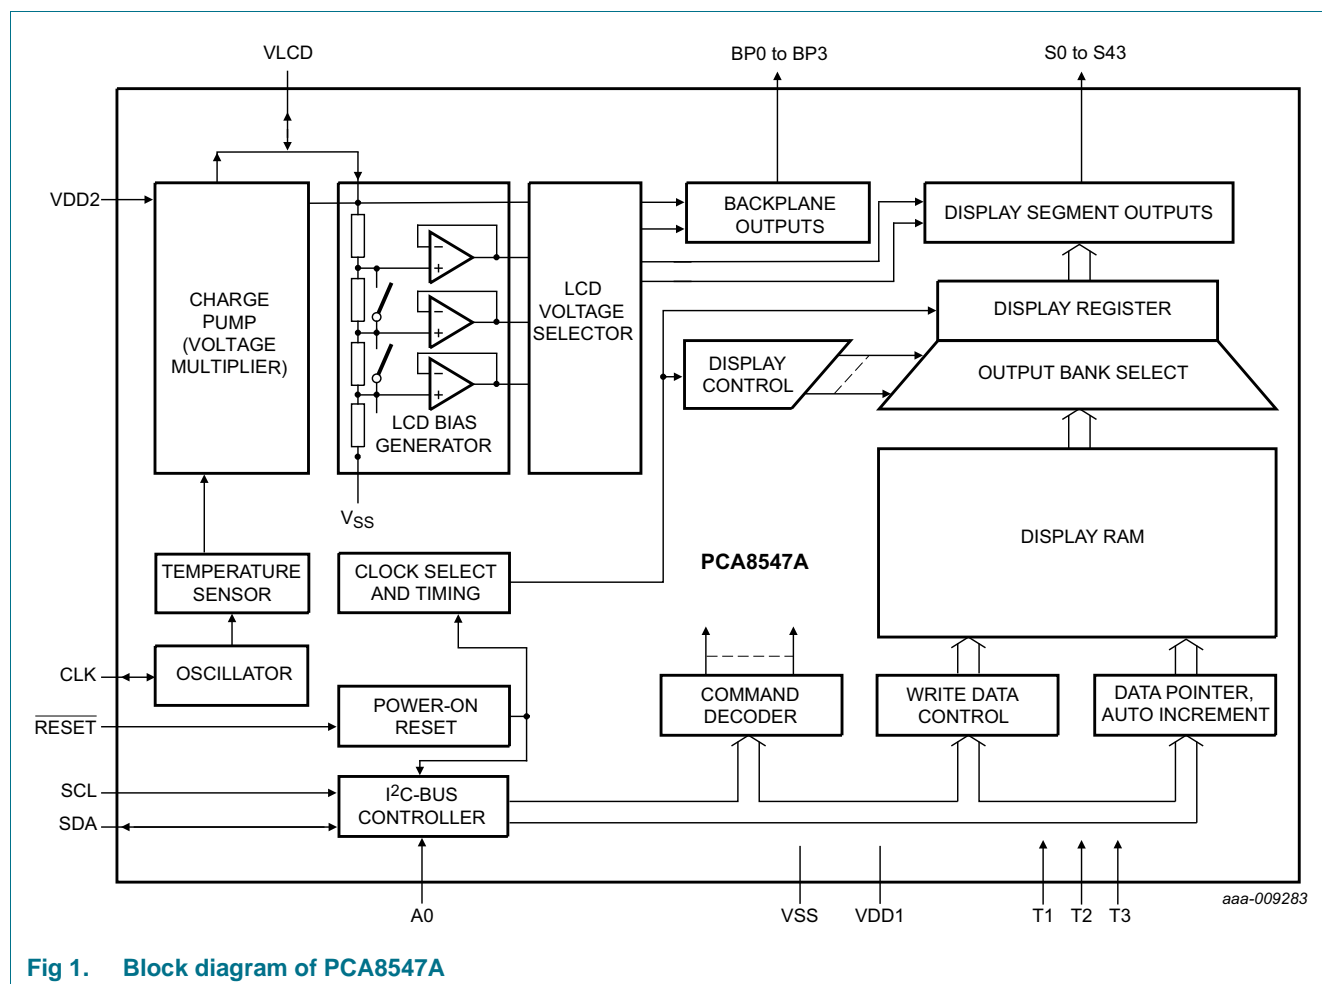 VLCD
BP0 to BP3
S0 to S43
VDD2
CHARGE
PUMP
(VOLTAGE
MULTIPLIER)
LCD BIAS
GENERATOR
VSS
LCD
VOLTAGE
SELECTOR
BACKPLANE
OUTPUTS
DISPLAY SEGMENT OUTPUTS
DISPLAY REGISTER
DISPLAY
CONTROL
OUTPUT BANK SELECT
DISPLAY RAM
PCA8547A
TEMPERATURE
SENSOR
CLOCK SELECT
AND TIMING
CLK
OSCILLATOR
RESET
POWER-ON
RESET
COMMAND
DECODER
WRITE DATA
CONTROL
DATA POINTER,
AUTO INCREMENT
SCL
SDA
I2C-BUS
CONTROLLER
A0
VSS
VDD1
T1
T2
T3
aaa-009283
Fig 1. Block diagram of PCA8547A